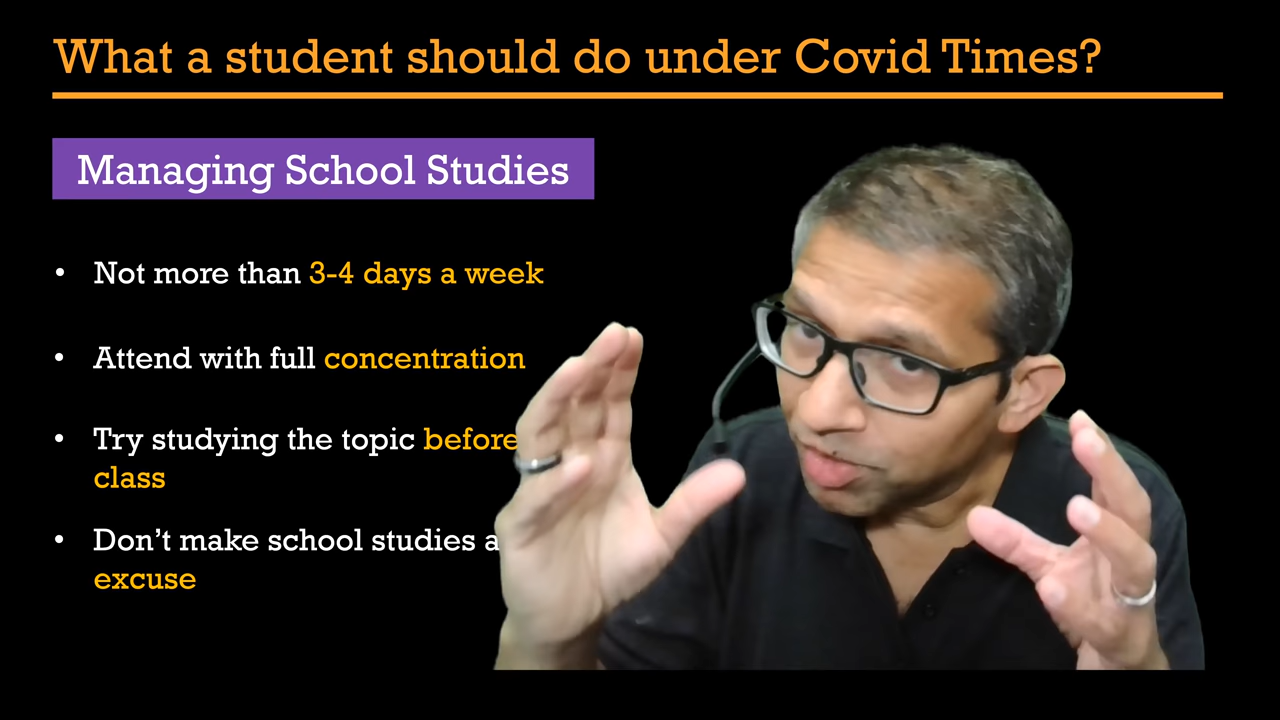 What a student should do under Covid Times?
Managing School Studies
• Not more than 3-4 days a week
• Attend with full concentration
• Try studying the topic before
class
• Don’t make school studies a
excuse